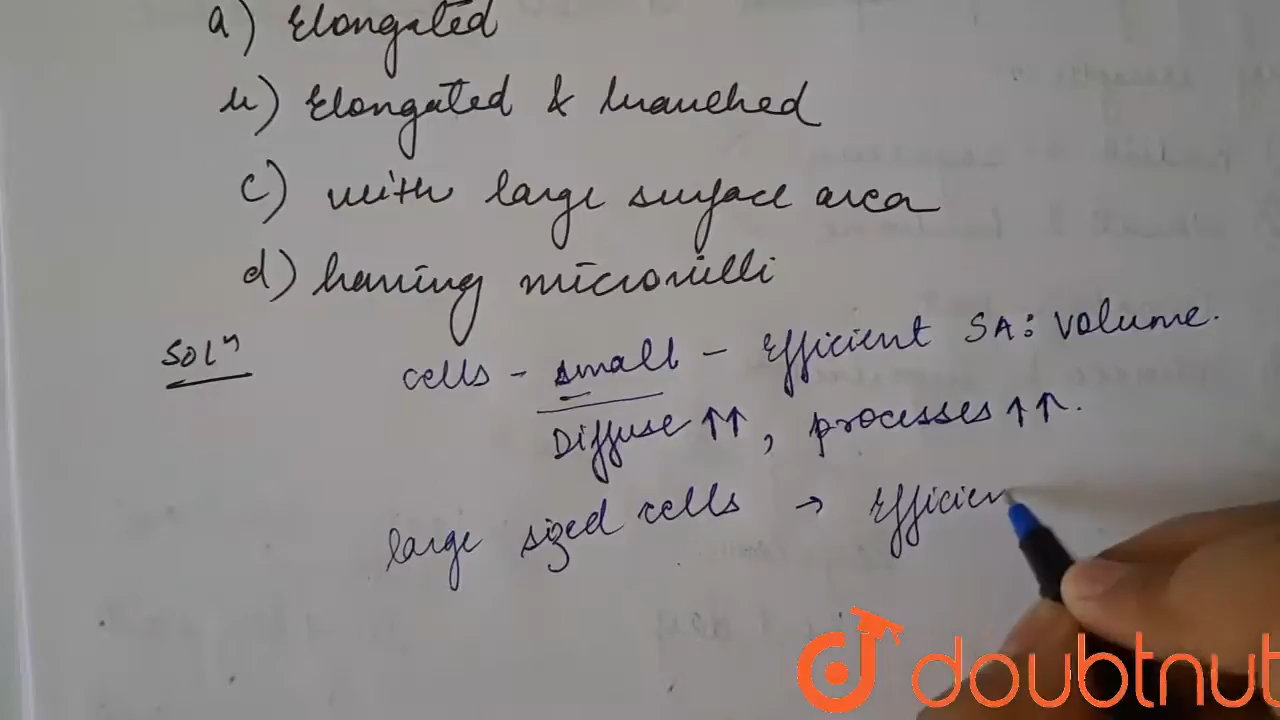 a) Elongated
b) Elongated & branched
c) with large surface area
d) having microvilli
SOLⁿ
cells - small - Efficient SA: Volume.
Diffuse ↑↑, processes ↑↑.
large sized cells → Efficien
doubtnut